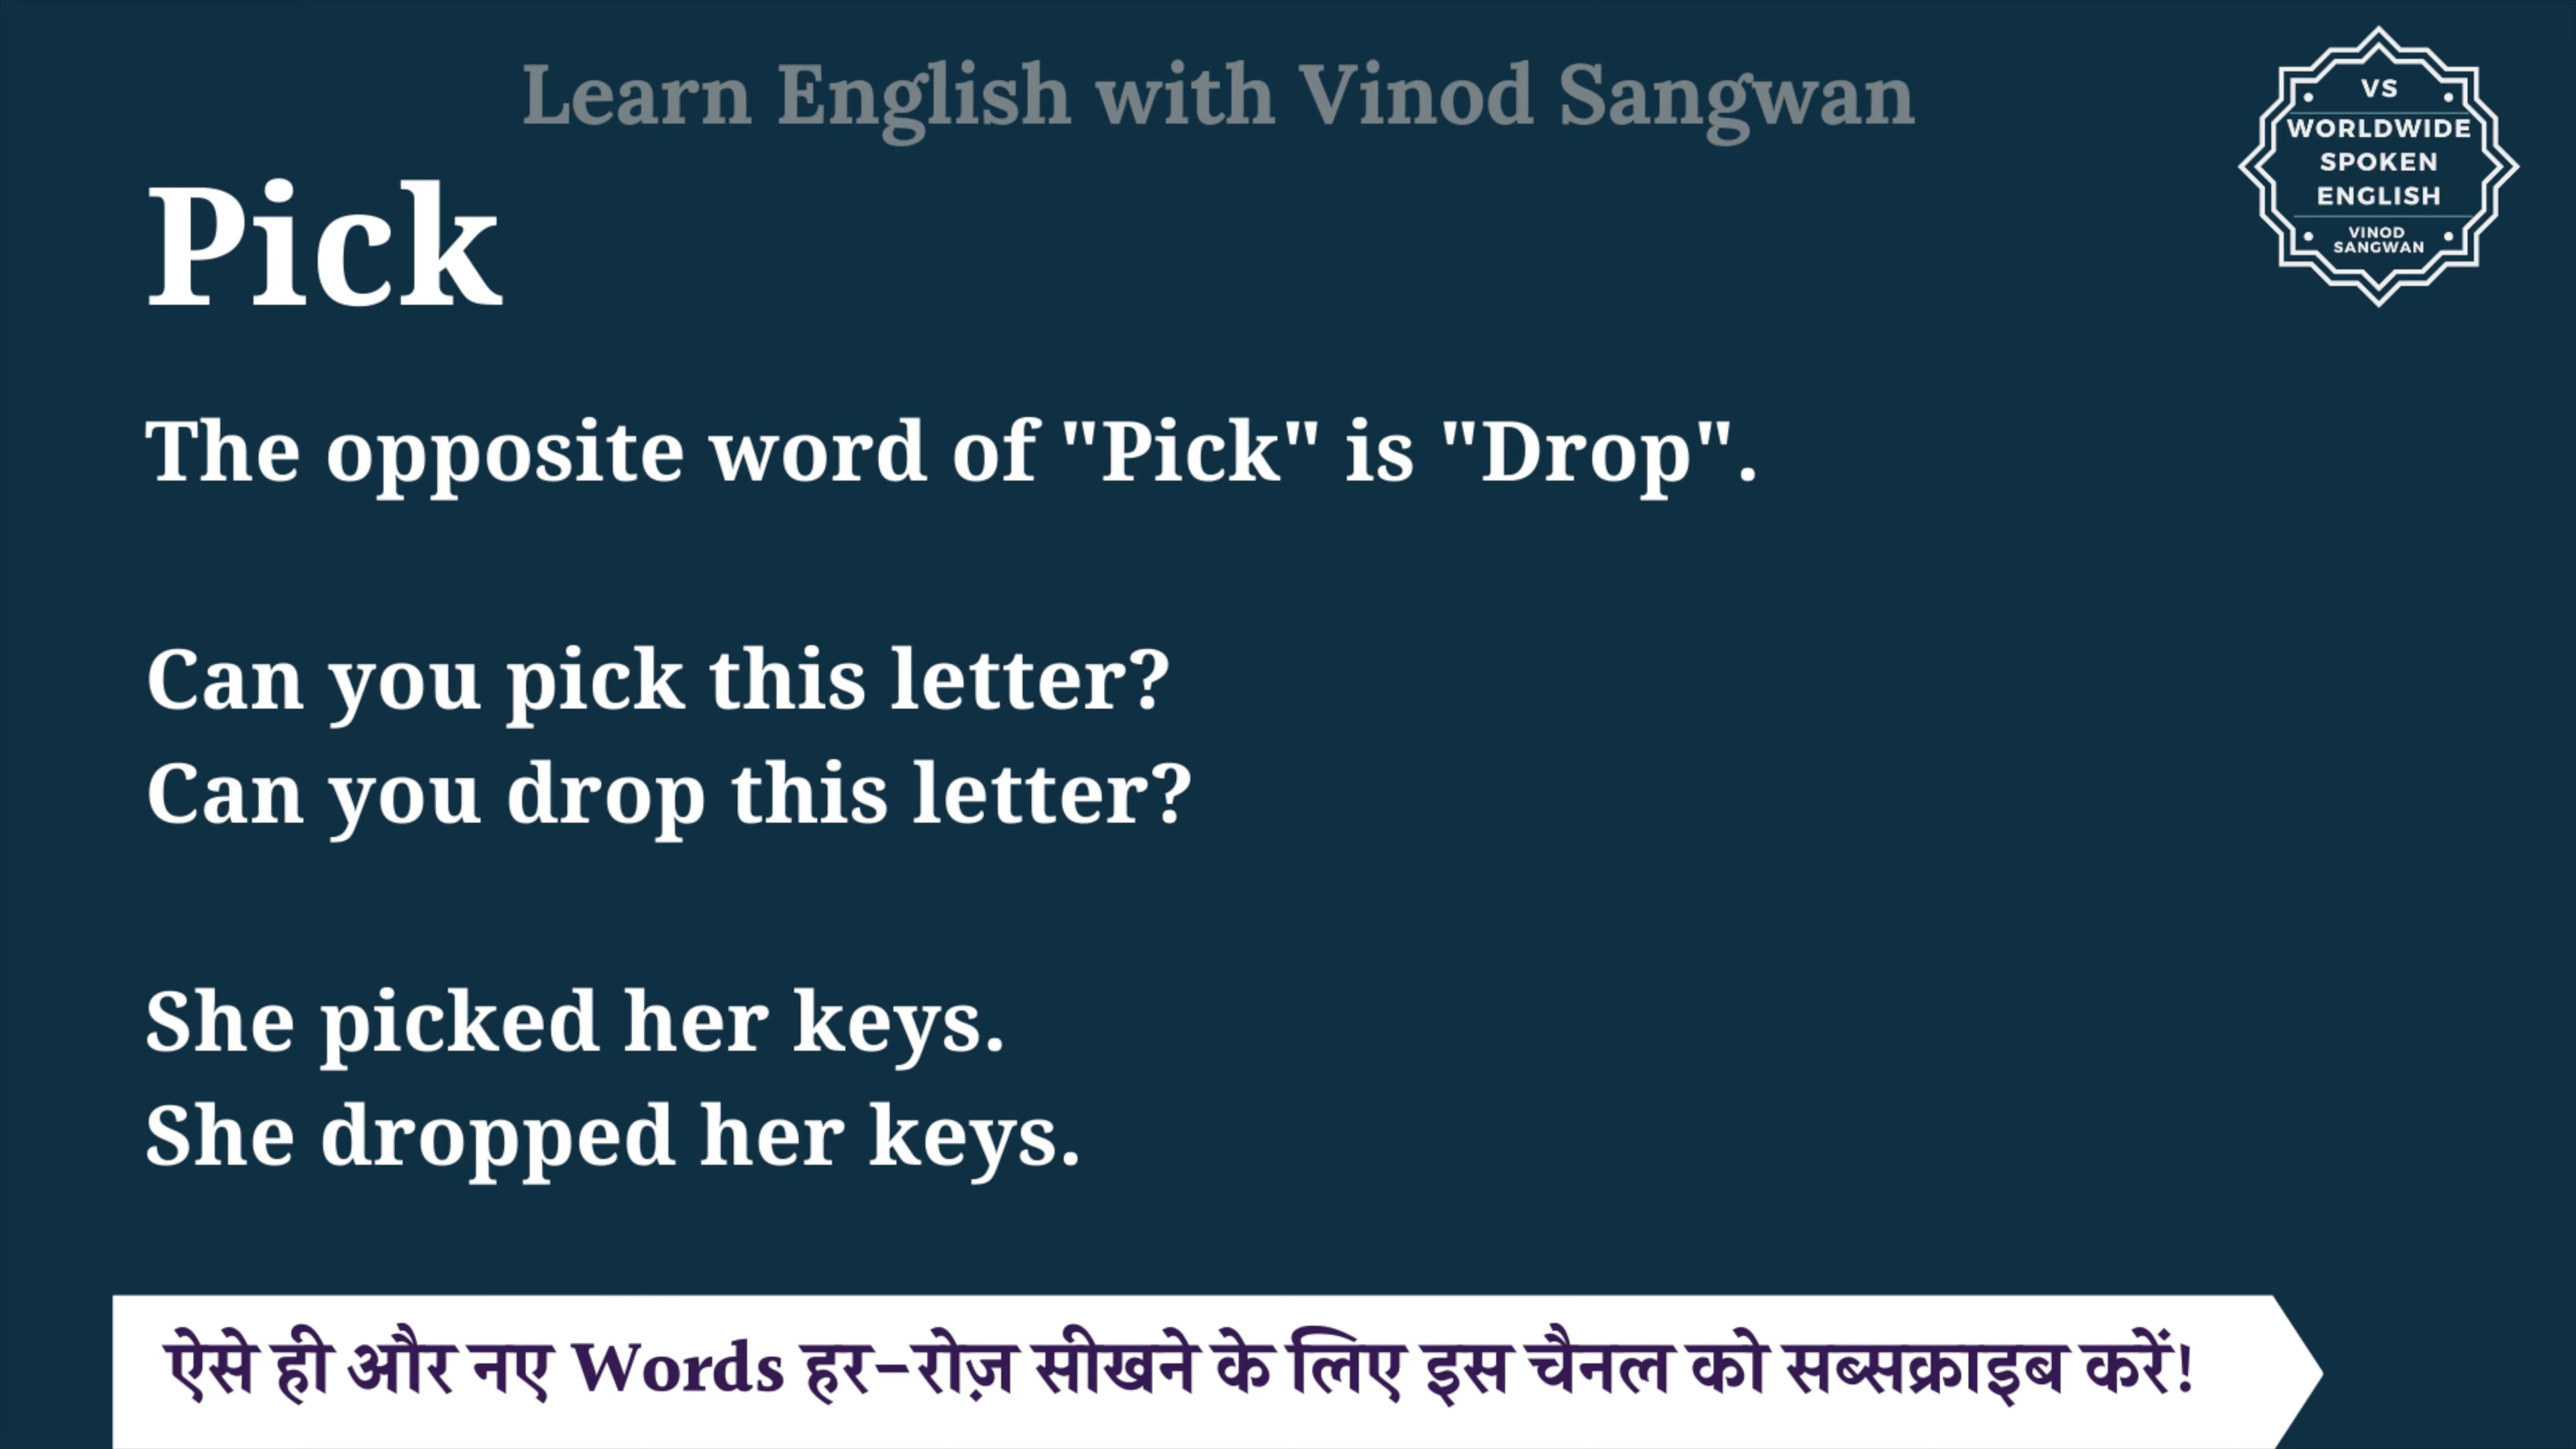 Learn English with Vinod Sangwan
VS
WORLDWIDE
SPOKEN
ENGLISH
VINOD
SANGWAN
Pick
The opposite word of "Pick" is "Drop".
Can you pick this letter?
Can you drop this letter?
She picked her keys.
She dropped her keys.
ऐसे ही और नए Words हर-रोज़ सीखने के लिए इस चैनल को सब्सक्राइब करें!